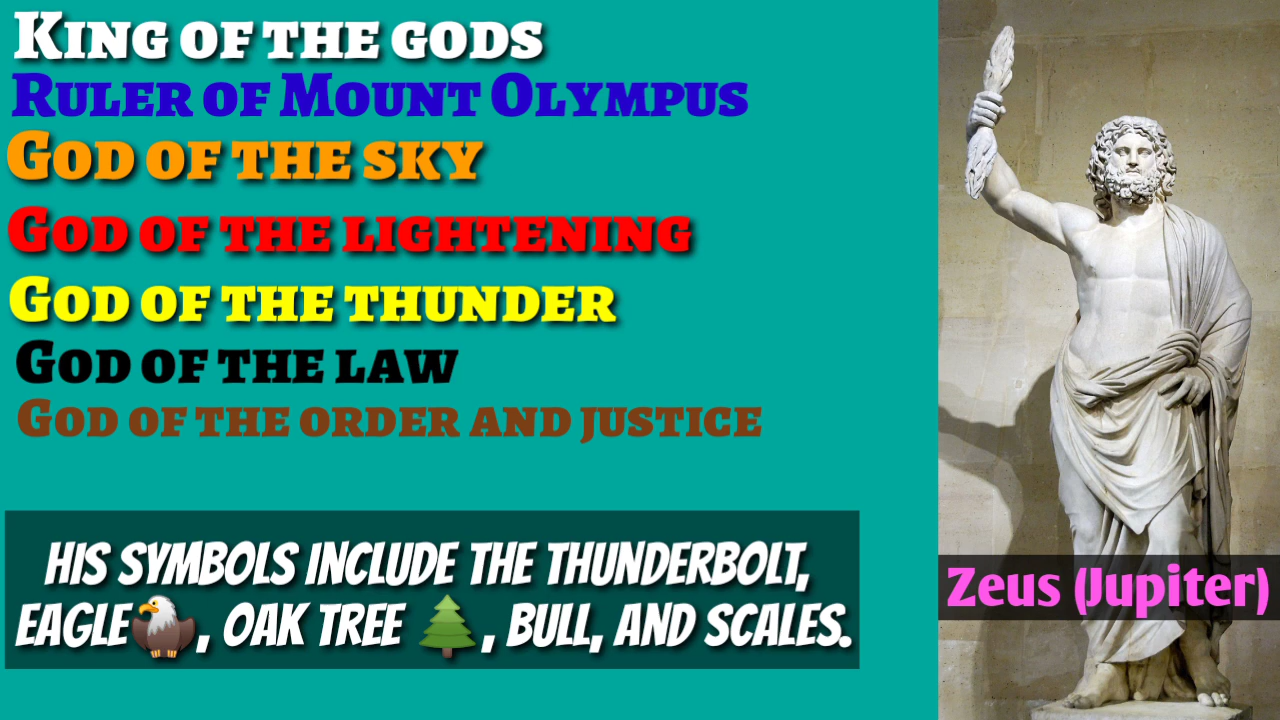 King of the gods
Ruler of Mount Olympus
God of the sky
God of the lightening
God of the thunder
God of the law
God of the order and justice
His symbols include the thunderbolt,
eagle🦅, oak tree 🌲, bull, and scales.
Zeus (Jupiter)